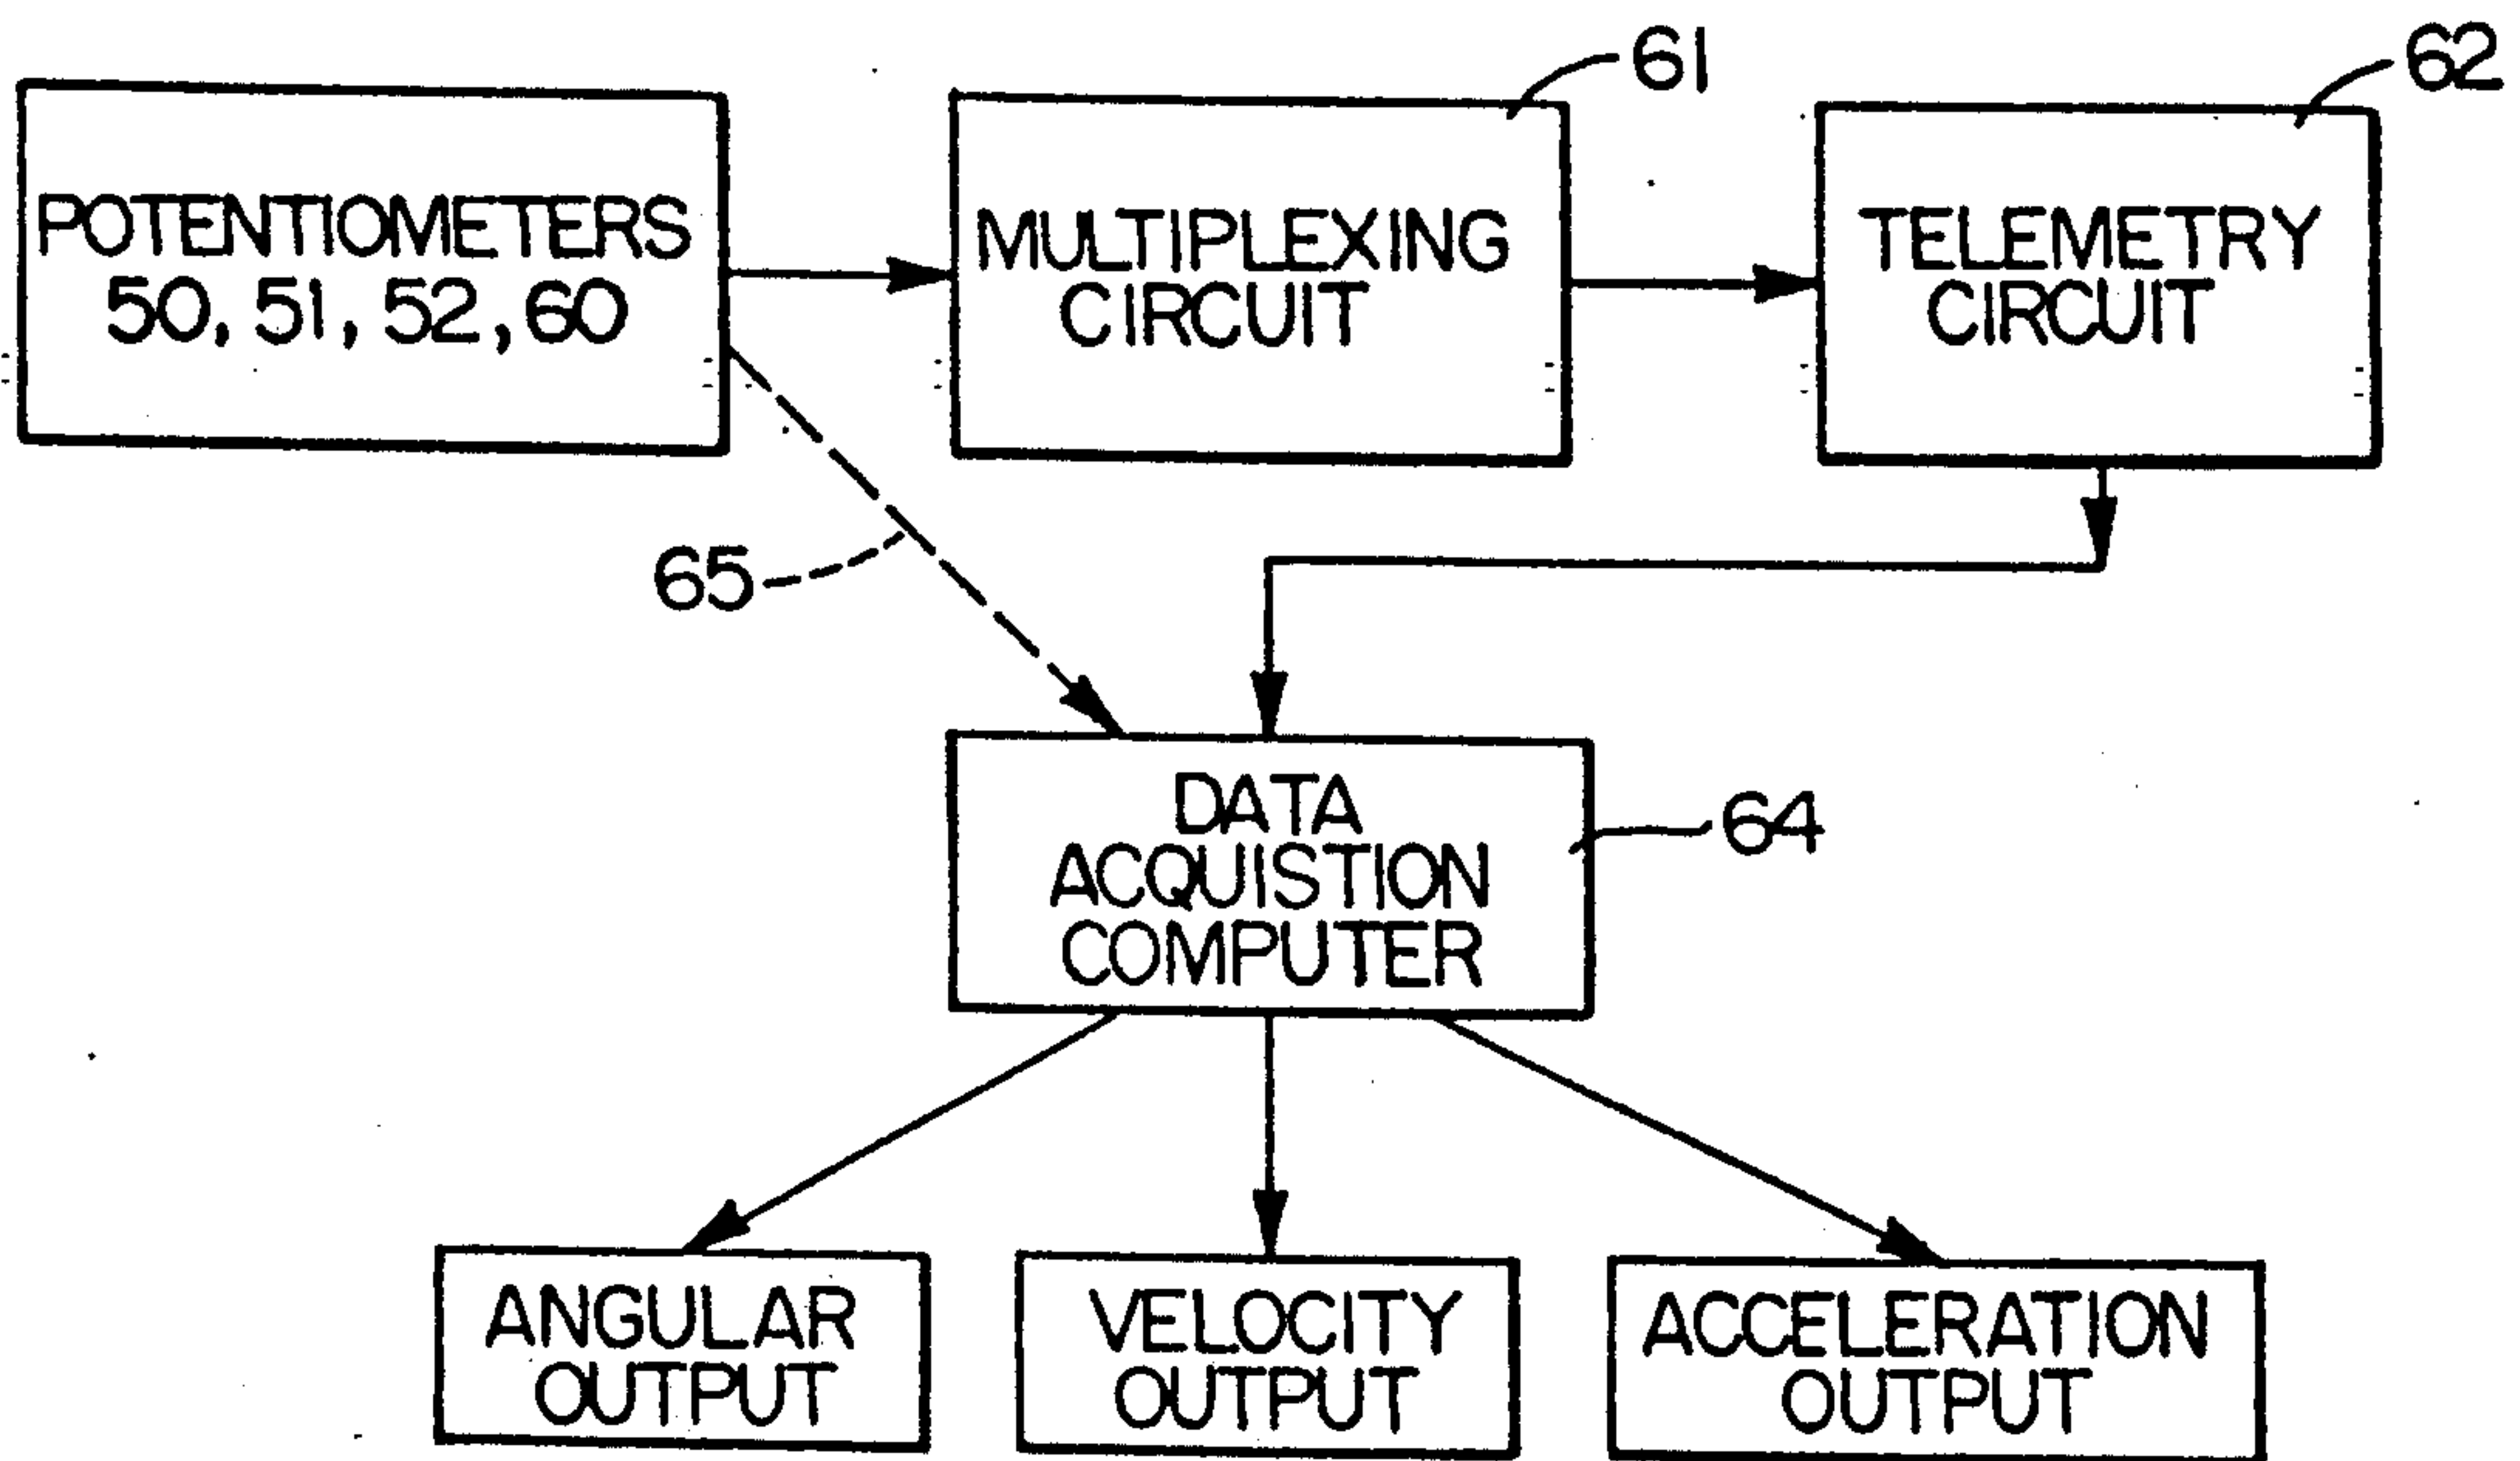 61
62
POTENTIOMETERS
50, 51, 52, 60
MULTIPLEXING
CIRCUIT
TELEMETRY
CIRCUIT
65
DATA
ACQUISTION
COMPUTER
64
ANGULAR
OUTPUT
VELOCITY
OUTPUT
ACCELERATION
OUTPUT